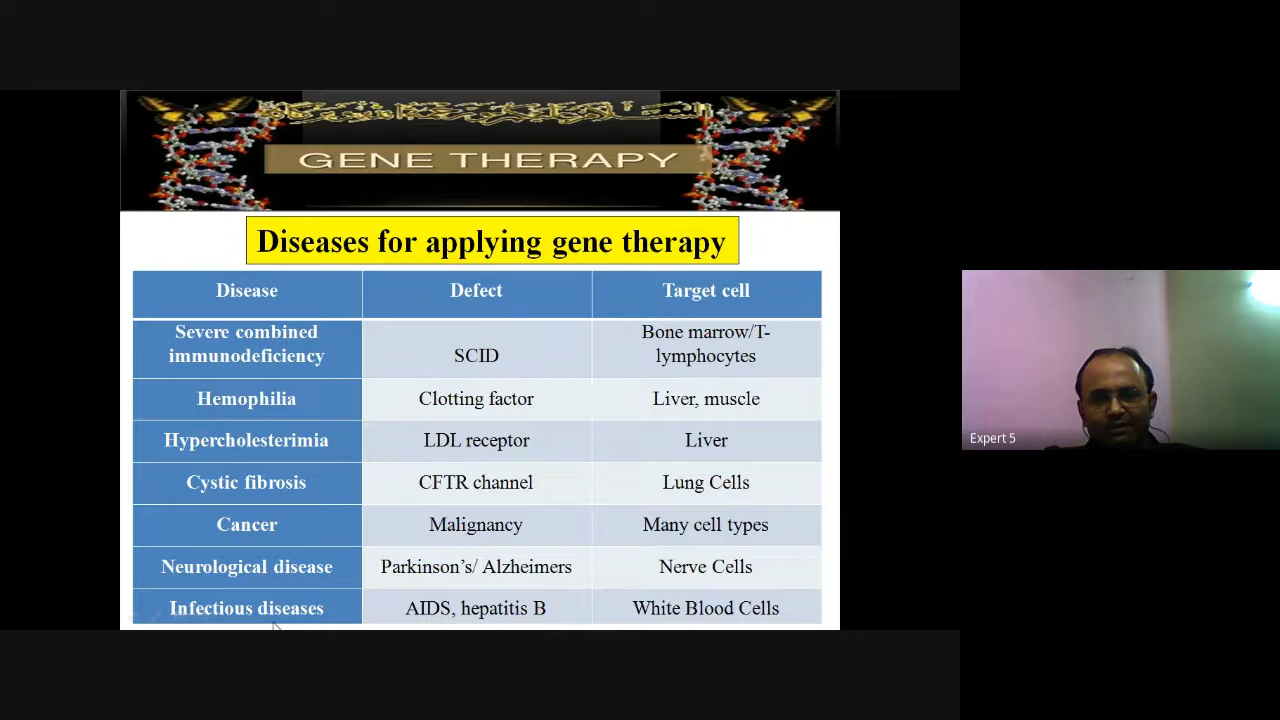 GENE THERAPY
Diseases for applying gene therapy
Disease Defect Target cell
Severe combined immunodeficiency SCID Bone marrow/T-lymphocytes
Hemophilia Clotting factor Liver, muscle
Hypercholesterimia LDL receptor Liver
Cystic fibrosis CFTR channel Lung Cells
Cancer Malignancy Many cell types
Neurological disease Parkinson's/ Alzheimers Nerve Cells
Infectious diseases AIDS, hepatitis B White Blood Cells
Expert 5